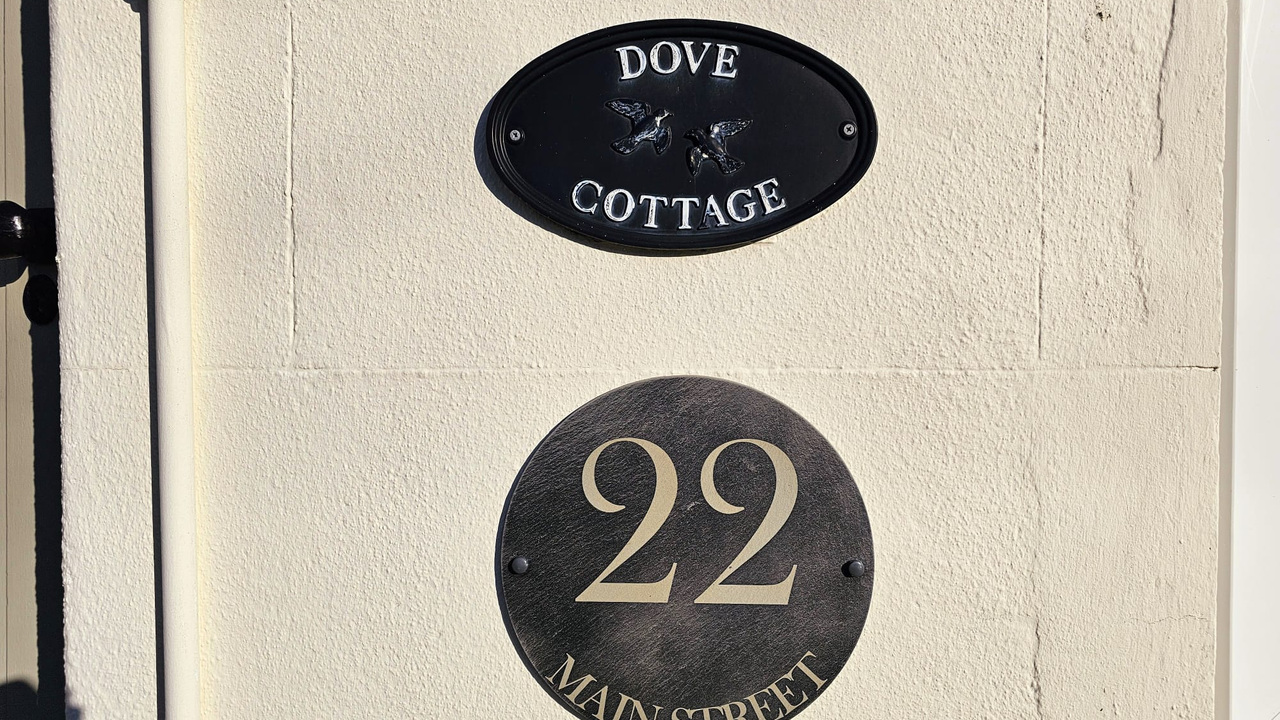 DOVE
COTTAGE
22
MAIN STREET